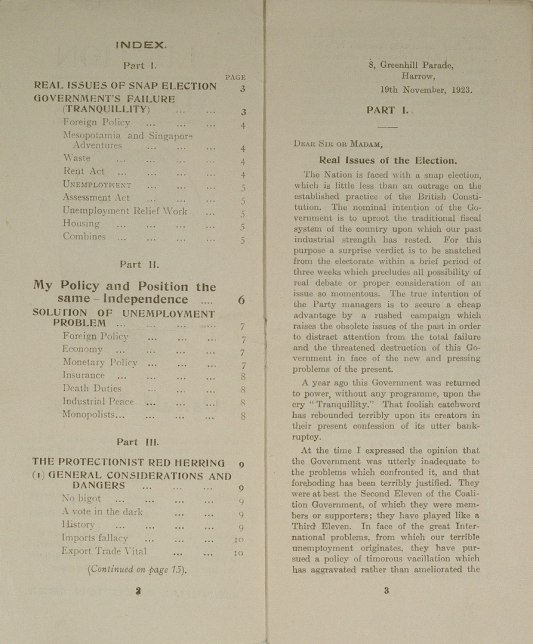 INDEX.
Part I.
PAGE
REAL ISSUES OF SNAP ELECTION 3
GOVERNMENT'S FAILURE
(TRANQUILLITY) ... ... 3
Foreign Policy ... ... ... 4
Mesopotamia and Singapore
Adventures ... ... ... 4
Waste ... ... ... ... 4
Rent Act ... ... ... ... 4
UNEMPLOYMENT ... ... ... 5
Assessment Act ... ... ... 5
Unemployment Relief Work ... ... 5
Housing ... ... ... ... 5
Combines ... ... ... ... 5
Part II.
My Policy and Position the
same – Independence .... 6
SOLUTION OF UNEMPLOYMENT
PROBLEM ... ... ... ... 7
Foreign Policy ... ... ... 7
Economy ... ... ... ... 7
Monetary Policy ... ... ... 7
Insurance ... ... ... ... 8
Death Duties ... ... ... 8
Industrial Peace ... ... ... 8
Monopolists... ... ... ... 8
Part III.
THE PROTECTIONIST RED HERRING 9
(1) GENERAL CONSIDERATIONS AND
DANGERS ... ... ... 9
No bigot ... ... ... ... 9
A vote in the dark ... ... 9
History ... ... ... ... 9
Imports fallacy ... ... ... 10
Export Trade Vital ... ... 10
(Continued on page 15).
2
8, Greenhill Parade,
Harrow,
19th November, 1923.
PART I.
DEAR SIR OR MADAM,
Real Issues of the Election.
The Nation is faced with a snap election,
which is little less than an outrage on the
established practice of the British Consti-
tution. The nominal intention of the Go-
vernment is to uproot the traditional fiscal
system of the country upon which our past
industrial strength has rested. For this
purpose a surprise verdict is to be snatched
from the electorate within a brief period of
three weeks which precludes all possibility of
real debate or proper consideration of an
issue so momentous. The true intention of
the Party managers is to secure a cheap
advantage by a rushed campaign which
raises the obsolete issues of the past in order
to distract attention from the total failure
and the threatened destruction of this Go-
vernment in face of the new and pressing
problems of the present.
A year ago this Government was returned
to power, without any programme, upon the
cry "Tranquillity." That foolish catchword
has rebounded terribly upon its creators in
their present confession of its utter bank-
ruptcy.
At the time I expressed the opinion that
the Government was utterly inadequate to
the problems which confronted it, and that
foreboding has been terribly justified. They
were at best the Second Eleven of the Coali-
tion Government, of which they were mem-
bers or supporters; they have played like a
Third Eleven. In face of the great Inter-
national problems, from which our terrible
unemployment originates, they have pur-
sued a policy of timorous vacillation which
has aggravated rather than ameliorated the
3